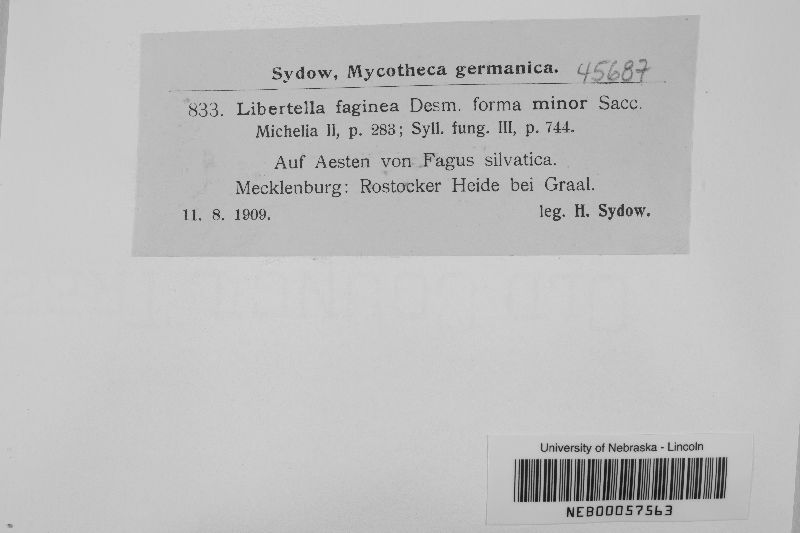 Sydow, Mycotheca germanica. 45687
833. Libertella faginea Desm. forma minor Sacc.
Michelia II, p. 283; Syll. fung. III, p. 744.
Auf Aesten von Fagus silvatica.
Mecklenburg: Rostocker Heide bei Graal.
11. 8. 1909. leg. H. Sydow.
University of Nebraska - Lincoln
NEB00057563